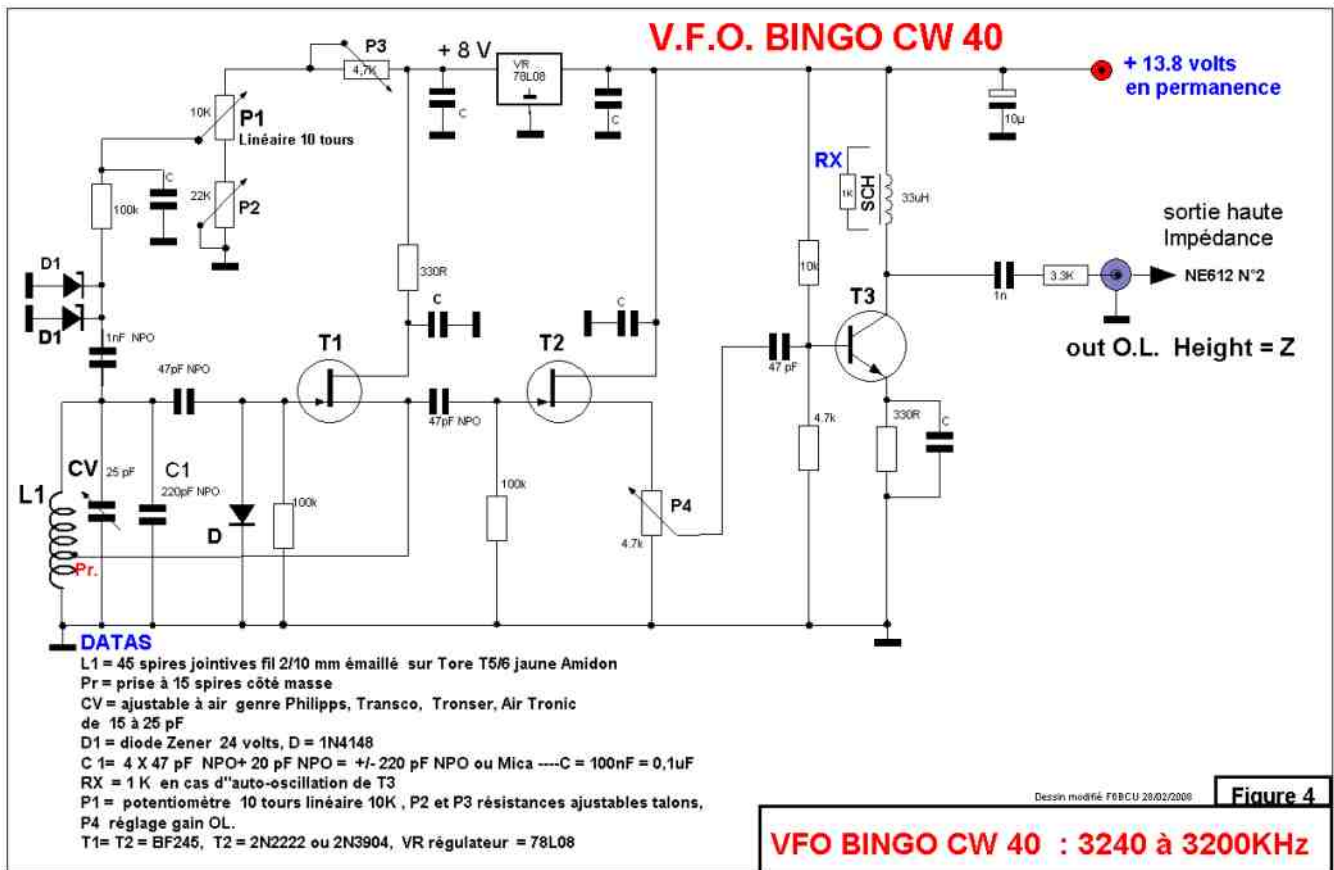 V.F.O. BINGO CW 40
P3
+ 8 V
4,7K
VR
78L08
+ 13.8 volts
en permanence
10K
P1
Linéaire 10 tours
C
C
10µ
RX
1K
SCH
33uH
C
100k
22K
P2
sortie haute
Impédance
D1
330R
10k
3.3K
NE612 N°2
D1
C
C
1n
T3
1nF NPO
T1
T2
out O.L. Height = Z
47pF NPO
47 pF
47pF NPO
4.7k
330R
C
CV
25 pF
C1
220pF NPO
L1
100k
100k
P4
D
4.7k
Pr.
DATAS
L1 = 45 spires jointives fil 2/10 mm émaillé sur Tore T5/6 jaune Amidon
Pr = prise à 15 spires côté masse
CV = ajustable à air genre Philipps, Transco, Tronser, Air Tronic
de 15 à 25 pF
D1 = diode Zener 24 volts, D = 1N4148
C 1= 4 X 47 pF NPO+ 20 pF NPO = +/- 220 pF NPO ou Mica ----C = 100nF = 0,1uF
RX = 1 K en cas d"auto-oscillation de T3
P1 = potentiomètre 10 tours linéaire 10K , P2 et P3 résistances ajustables talons,
P4 réglage gain OL.
T1= T2 = BF245, T2 = 2N2222 ou 2N3904, VR régulateur = 78L08
Dessin modifié F6BCU 28/02/2008
Figure 4
VFO BINGO CW 40 : 3240 à 3200KHz